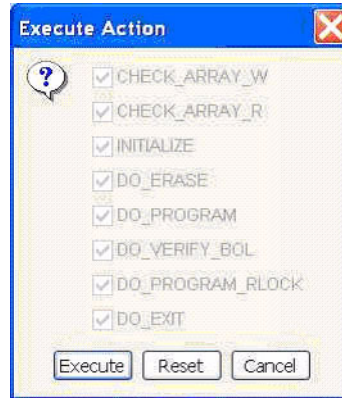 Execute Action
CHECK_ARRAY_W
CHECK_ARRAY_R
INITIALIZE
DO_ERASE
DO_PROGRAM
DO_VERIFY_BOL
DO_PROGRAM_RLOCK
DO_EXIT
Execute Reset Cancel